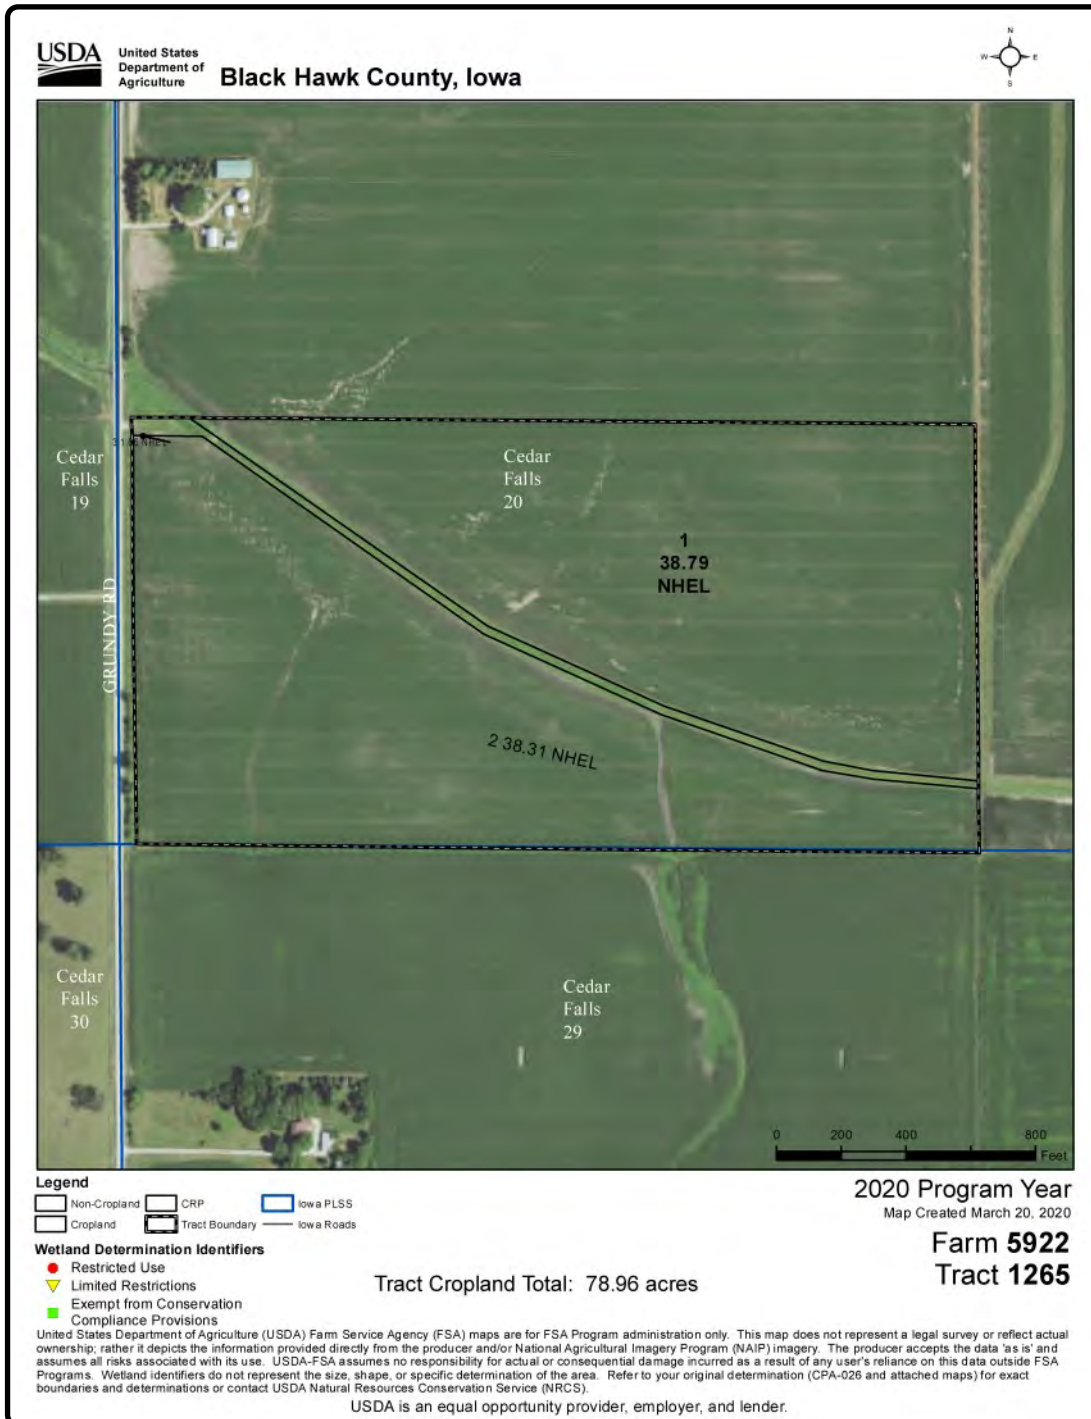 USDA
United States
Department of
Agriculture
Black Hawk County, Iowa
N
W
E
S
NHEL
Cedar
Falls
19
Cedar
Falls
20
1
38.79
NHEL
GRUNDY RD
2 38.31 NHEL
Cedar
Falls
30
Cedar
Falls
29
0 200 400 800
Feet
Legend
Non-Cropland CRP Iowa PLSS
Cropland Tract Boundary Iowa Roads
Wetland Determination Identifiers
Restricted Use
Limited Restrictions
Exempt from Conservation
Compliance Provisions
Tract Cropland Total: 78.96 acres
2020 Program Year
Map Created March 20, 2020
Farm 5922
Tract 1265
United States Department of Agriculture (USDA) Farm Service Agency (FSA) maps are for FSA Program administration only. This map does not represent a legal survey or reflect actual
ownership; rather it depicts the information provided directly from the producer and/or National Agricultural Imagery Program (NAIP) imagery. The producer accepts the data 'as is' and
assumes all risks associated with its use. USDA-FSA assumes no responsibility for actual or consequential damage incurred as a result of any user's reliance on this data outside FSA
Programs. Wetland identifiers do not represent the size, shape, or specific determination of the area. Refer to your original determination (CPA-026 and attached maps) for exact
boundaries and determinations or contact USDA Natural Resources Conservation Service (NRCS).
USDA is an equal opportunity provider, employer, and lender.